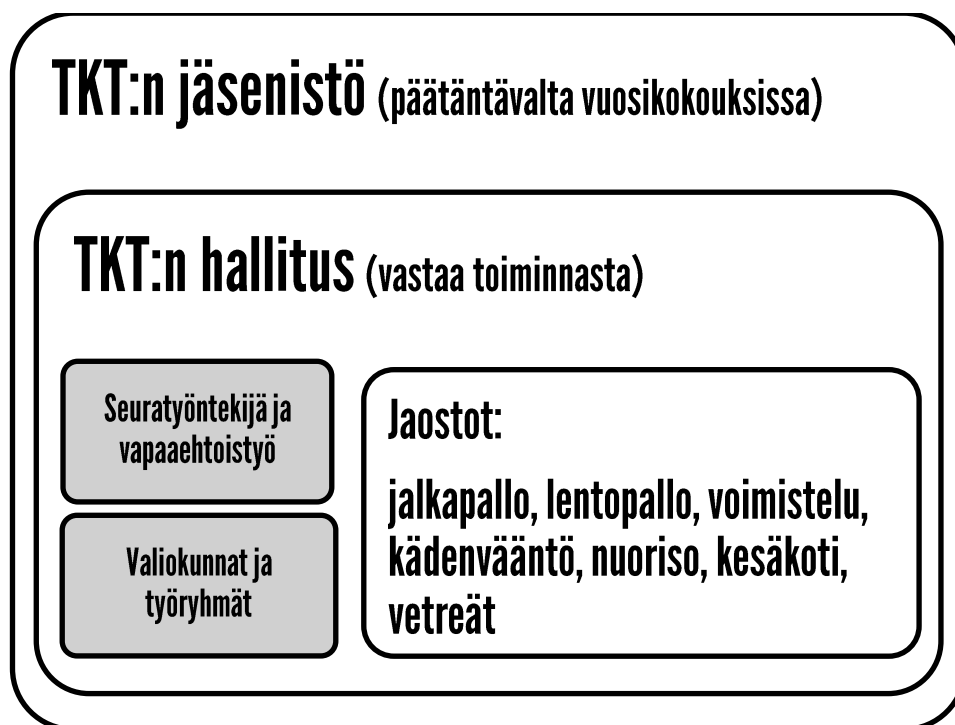 TKT:n jäsenistö (päätäntävalta vuosikokouksissa)
TKT:n hallitus (vastaa toiminnasta)
Seuratyöntekijä ja
vapaaehtoistyö
Valiokunnat ja
työryhmät
Jaostot:
jalkapallo, lentopallo, voimistelu,
kädenvääntö, nuoriso, kesäkoti,
vetreät